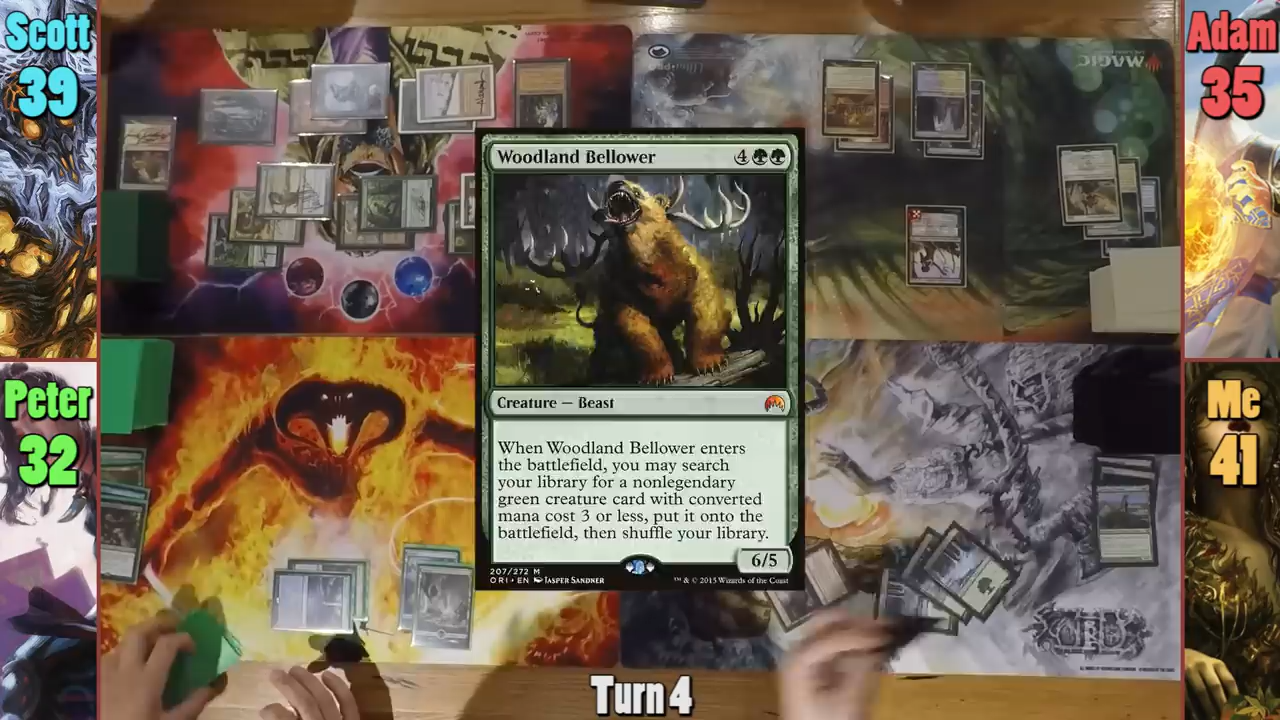 Scott
39
Adam
35
MAGIC
Woodland Bellower 4
Creature — Beast
When Woodland Bellower enters
the battlefield, you may search
your library for a nonlegendary
green creature card with converted
mana cost 3 or less, put it onto the
battlefield, then shuffle your library.
6/5
207/272 M
ORI • EN Jasper Sandner
™ & © 2015 Wizards of the Coast
Peter
32
Me
41
Turn 4